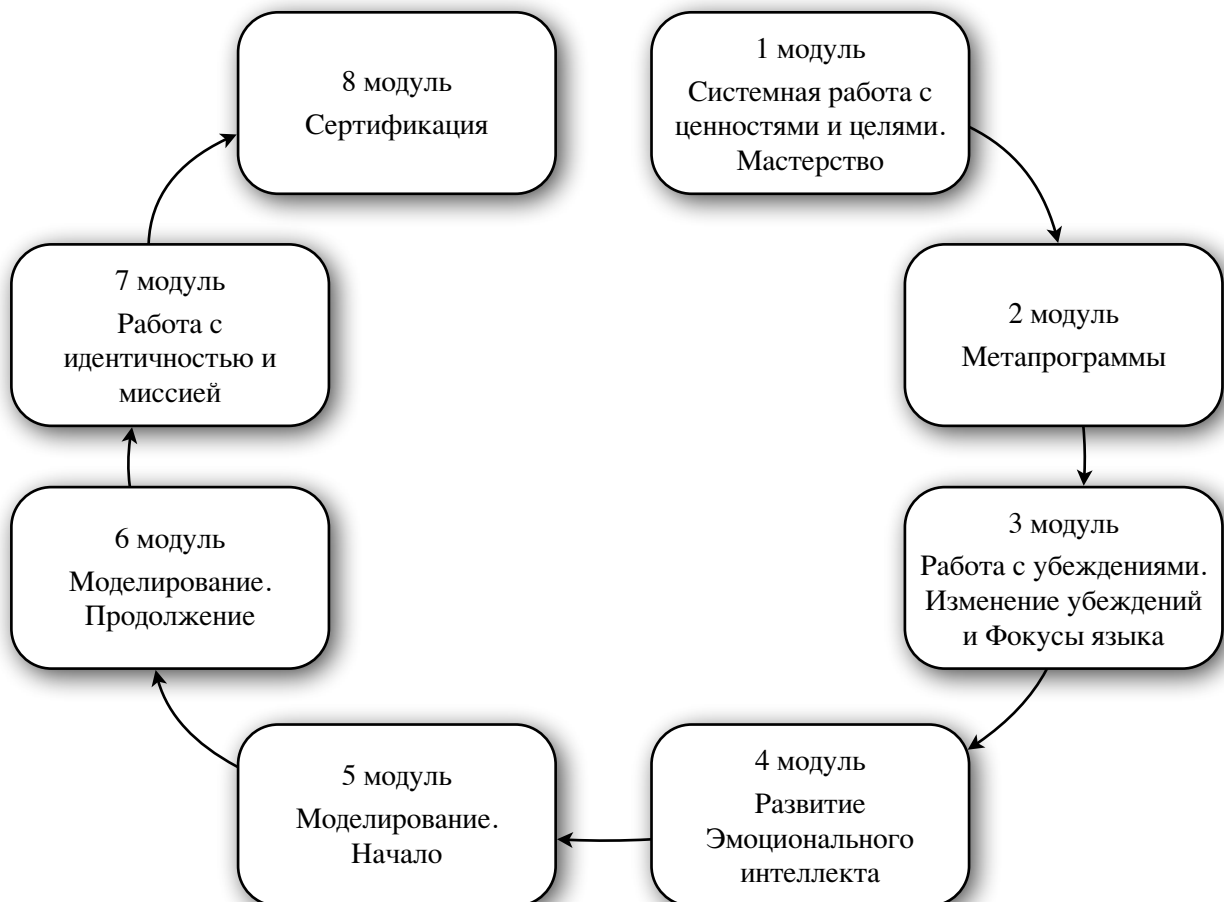 1 модуль
Системная работа с
ценностями и целями.
Мастерство
2 модуль
Метапрограммы
3 модуль
Работа с убеждениями.
Изменение убеждений
и Фокусы языка
4 модуль
Развитие
Эмоционального
интеллекта
5 модуль
Моделирование.
Начало
6 модуль
Моделирование.
Продолжение
7 модуль
Работа с
идентичностью и
миссией
8 модуль
Сертификация